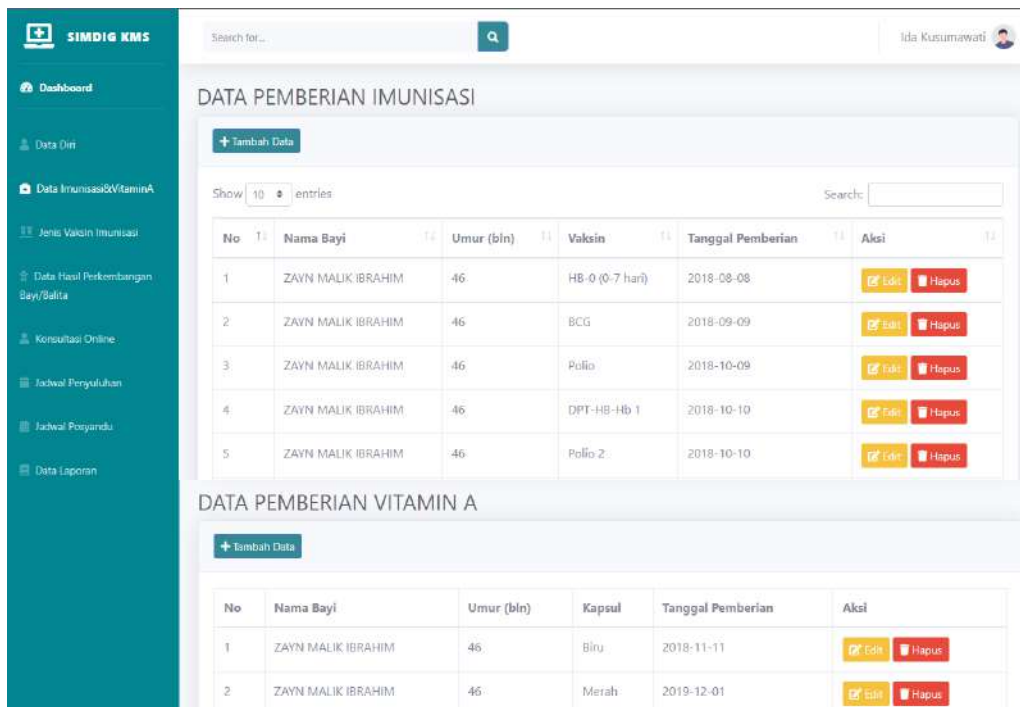 SIMDIG KMS
Search for...
Ida Kusumawati
Dashboard
Data Diri
Data Imunisasi&VitaminA
Jenis Vaksin Imunisasi
Data Hasil Perkembangan
Bayi/Balita
Konsultasi Online
Jadwal Penyuluhan
Jadwal Posyandu
Data Laporan
DATA PEMBERIAN IMUNISASI
+ Tambah Data
Show 10 entries Search:
No Nama Bayi Umur (bln) Vaksin Tanggal Pemberian Aksi
1 ZAYN MALIK IBRAHIM 46 HB-0 (0-7 hari) 2018-08-08 Edit Hapus
2 ZAYN MALIK IBRAHIM 46 BCG 2018-09-09 Edit Hapus
3 ZAYN MALIK IBRAHIM 46 Polio 2018-10-09 Edit Hapus
4 ZAYN MALIK IBRAHIM 46 DPT-HB-Hb 1 2018-10-10 Edit Hapus
5 ZAYN MALIK IBRAHIM 46 Polio 2 2018-10-10 Edit Hapus
DATA PEMBERIAN VITAMIN A
+ Tambah Data
No Nama Bayi Umur (bln) Kapsul Tanggal Pemberian Aksi
1 ZAYN MALIK IBRAHIM 46 Biru 2018-11-11 Edit Hapus
2 ZAYN MALIK IBRAHIM 46 Merah 2019-12-01 Edit Hapus